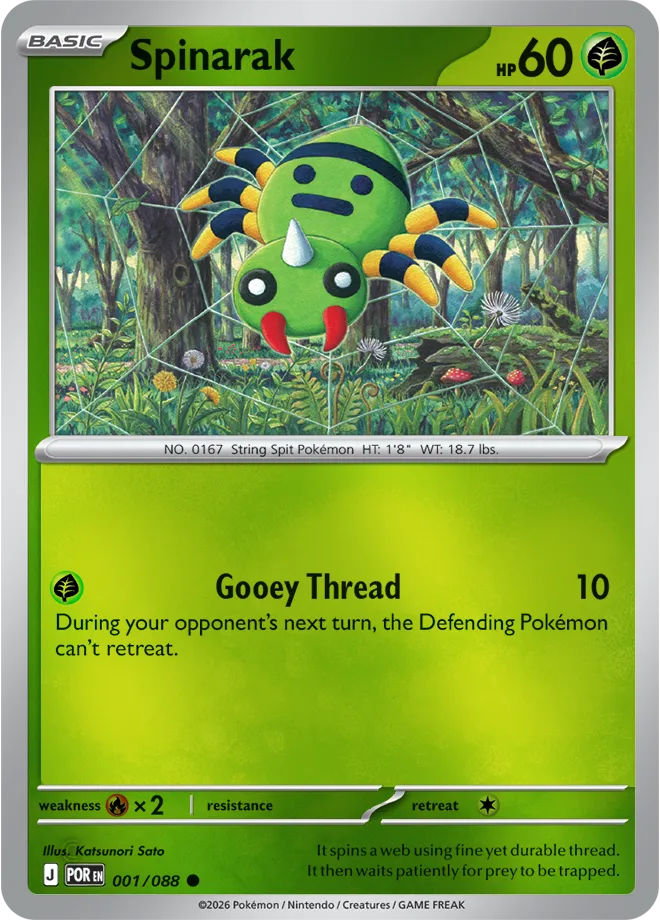 BASIC
Spinarak
HP 60
NO. 0167 String Spit Pokémon HT: 1'8" WT: 18.7 lbs.
Gooey Thread 10
During your opponent's next turn, the Defending Pokémon
can't retreat.
weakness ×2 resistance retreat
Illus. Katsunori Sato
It spins a web using fine yet durable thread.
It then waits patiently for prey to be trapped.
J POR EN 001/088
©2026 Pokémon / Nintendo / Creatures / GAME FREAK